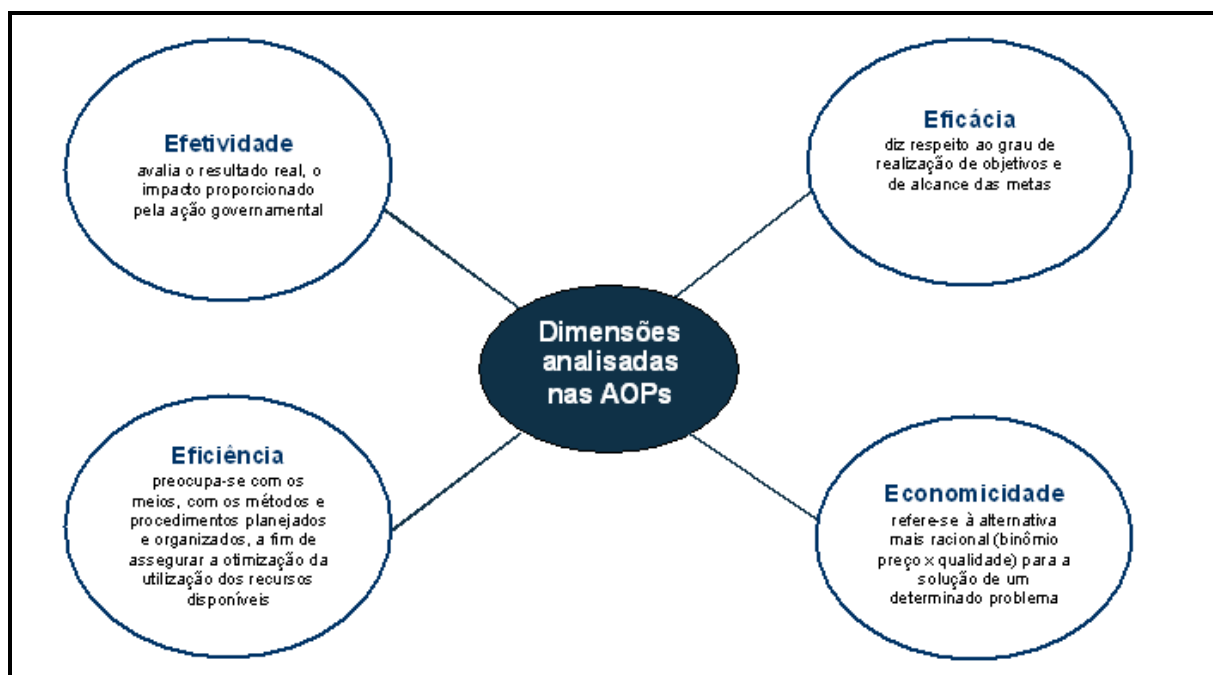 Efetividade
avalia o resultado real, o
impacto proporcionado
pela ação governamental
Eficácia
diz respeito ao grau de
realização de objetivos e
de alcance das metas
Dimensões
analisadas
nas AOPs
Eficiência
preocupa-se com os
meios, com os métodos e
procedimentos planejados
e organizados, a fim de
assegurar a otimização da
utilização dos recursos
disponíveis
Economicidade
refere-se à alternativa
mais racional (binômio
preço x qualidade) para a
solução de um
determinado problema